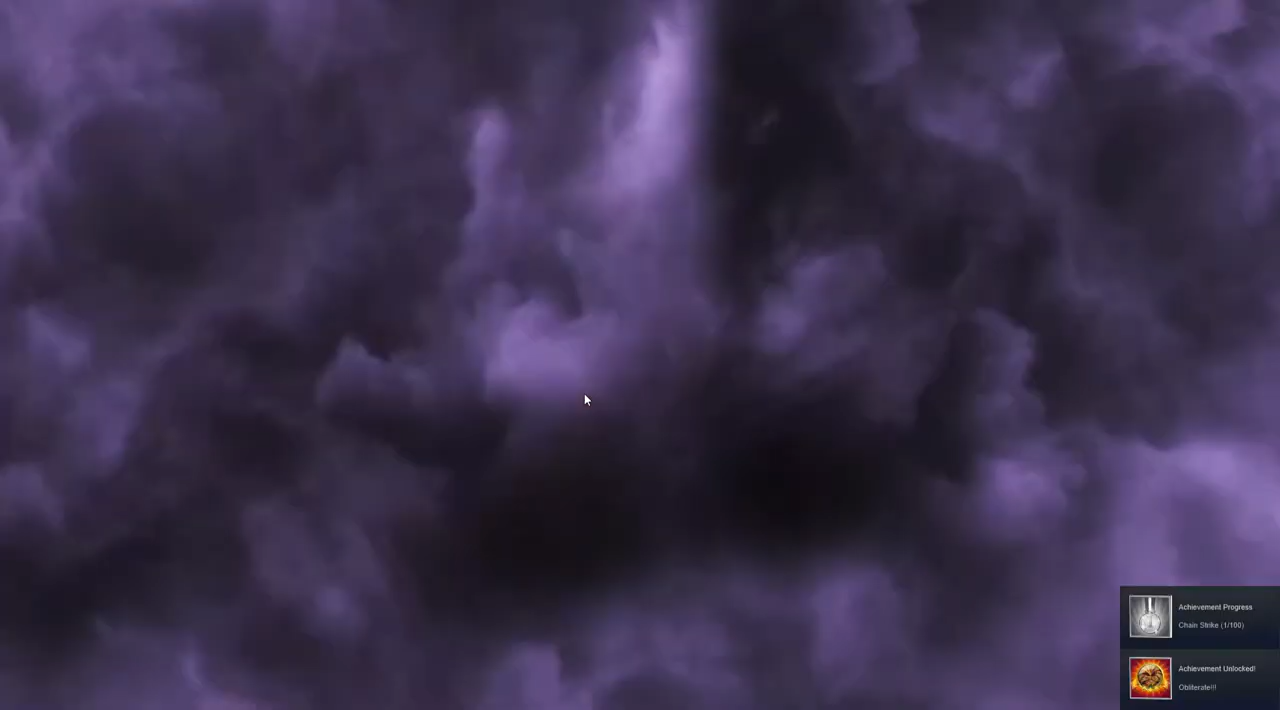 Achievement Progress
Chain Strike (1/100)
Achievement Unlocked!
Obliterate!!!